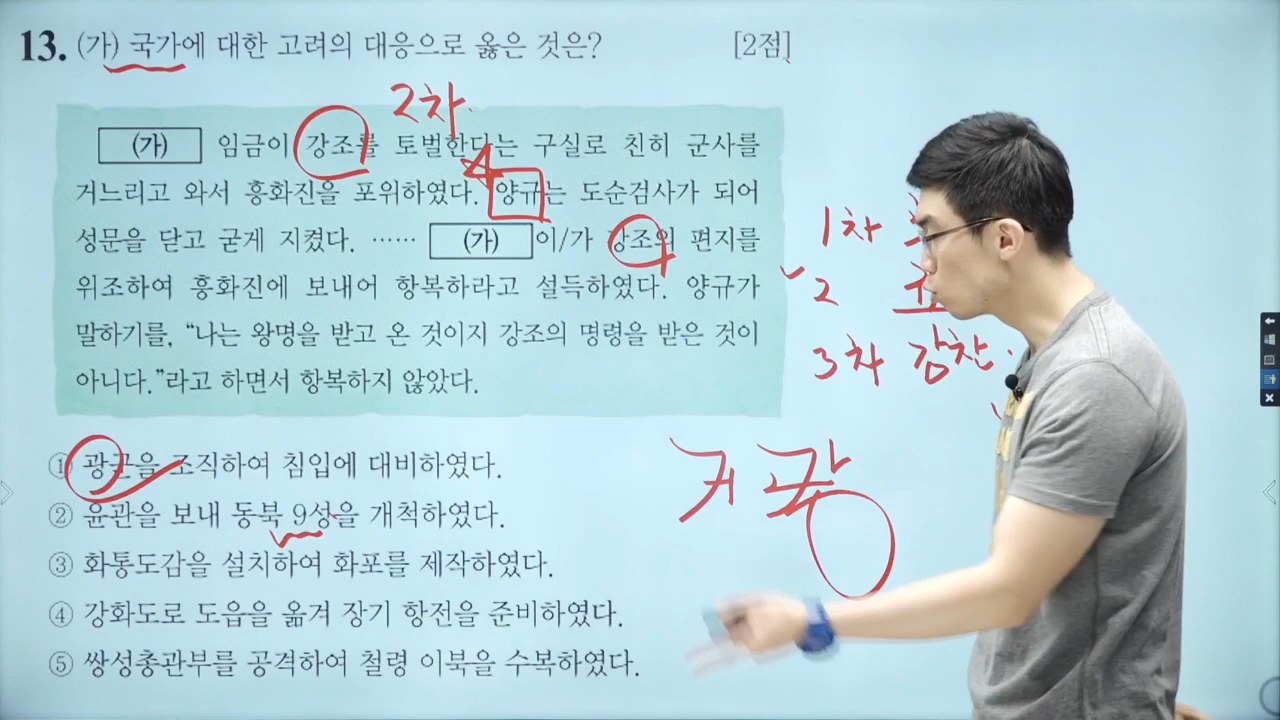 13. (가) 국가에 대한 고려의 대응으로 옳은 것은? [2점]
2차.
(가) 임금이 강조를 토벌한다는 구실로 친히 군사를
거느리고 와서 흥화진을 포위하였다. 양규는 도순검사가 되어
성문을 닫고 굳게 지켰다. …… (가) 이/가 강조의 편지를
위조하여 흥화진에 보내어 항복하라고 설득하였다. 양규가
말하기를, “나는 왕명을 받고 온 것이지 강조의 명령을 받은 것이
아니다.”라고 하면서 항복하지 않았다.
1차
2
3차 강찬.
거란
① 광군을 조직하여 침입에 대비하였다.
② 윤관을 보내 동북 9성을 개척하였다.
③ 화통도감을 설치하여 화포를 제작하였다.
④ 강화도로 도읍을 옮겨 장기 항전을 준비하였다.
⑤ 쌍성총관부를 공격하여 철령 이북을 수복하였다.